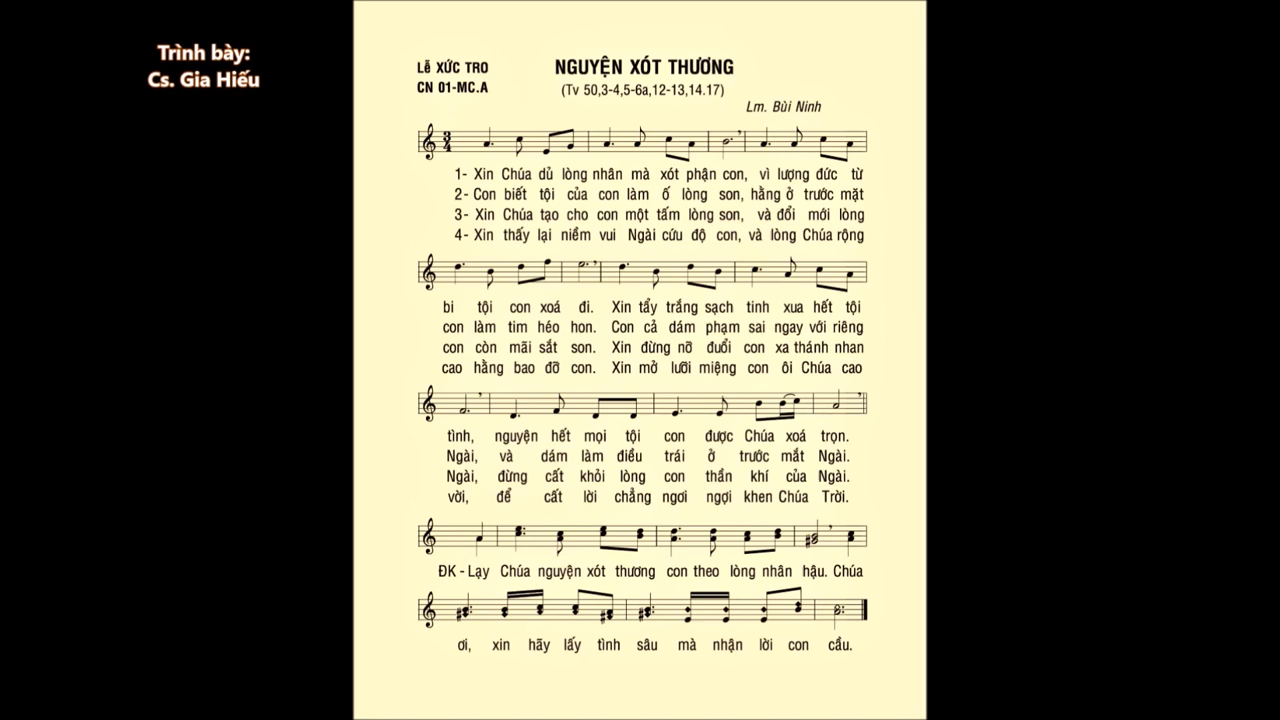 Trình bày:
Cs. Gia Hiếu
LỄ XỨC TRO
CN 01-MC.A
NGUYỆN XÓT THƯƠNG
(Tv 50,3-4,5-6a,12-13,14.17)
Lm. Bùi Ninh
1- Xin Chúa dủ lòng nhân mà xót phận con, vì lượng đức từ
2- Con biết tội của con làm ố lòng son, hằng ở trước mặt
3- Xin Chúa tạo cho con một tấm lòng son, và đổi mới lòng
4- Xin thấy lại niềm vui Ngài cứu độ con, và lòng Chúa rộng
bi tội con xoá đi. Xin tẩy trắng sạch tinh xua hết tội
con làm tim héo hon. Con cả dám phạm sai ngay với riêng
con còn mãi sắt son. Xin đừng nỡ đuổi con xa thánh nhan
cao hằng bao đỡ con. Xin mở lưỡi miệng con ôi Chúa cao
tình, nguyện hết mọi tội con được Chúa xoá trọn.
Ngài, và dám làm điều trái ở trước mắt Ngài.
Ngài, đừng cất khỏi lòng con thần khí của Ngài.
vời, để cất lời chẳng ngơi ngợi khen Chúa Trời.
ĐK - Lạy Chúa nguyện xót thương con theo lòng nhân hậu. Chúa
ơi, xin hãy lấy tình sâu mà nhận lời con cầu.